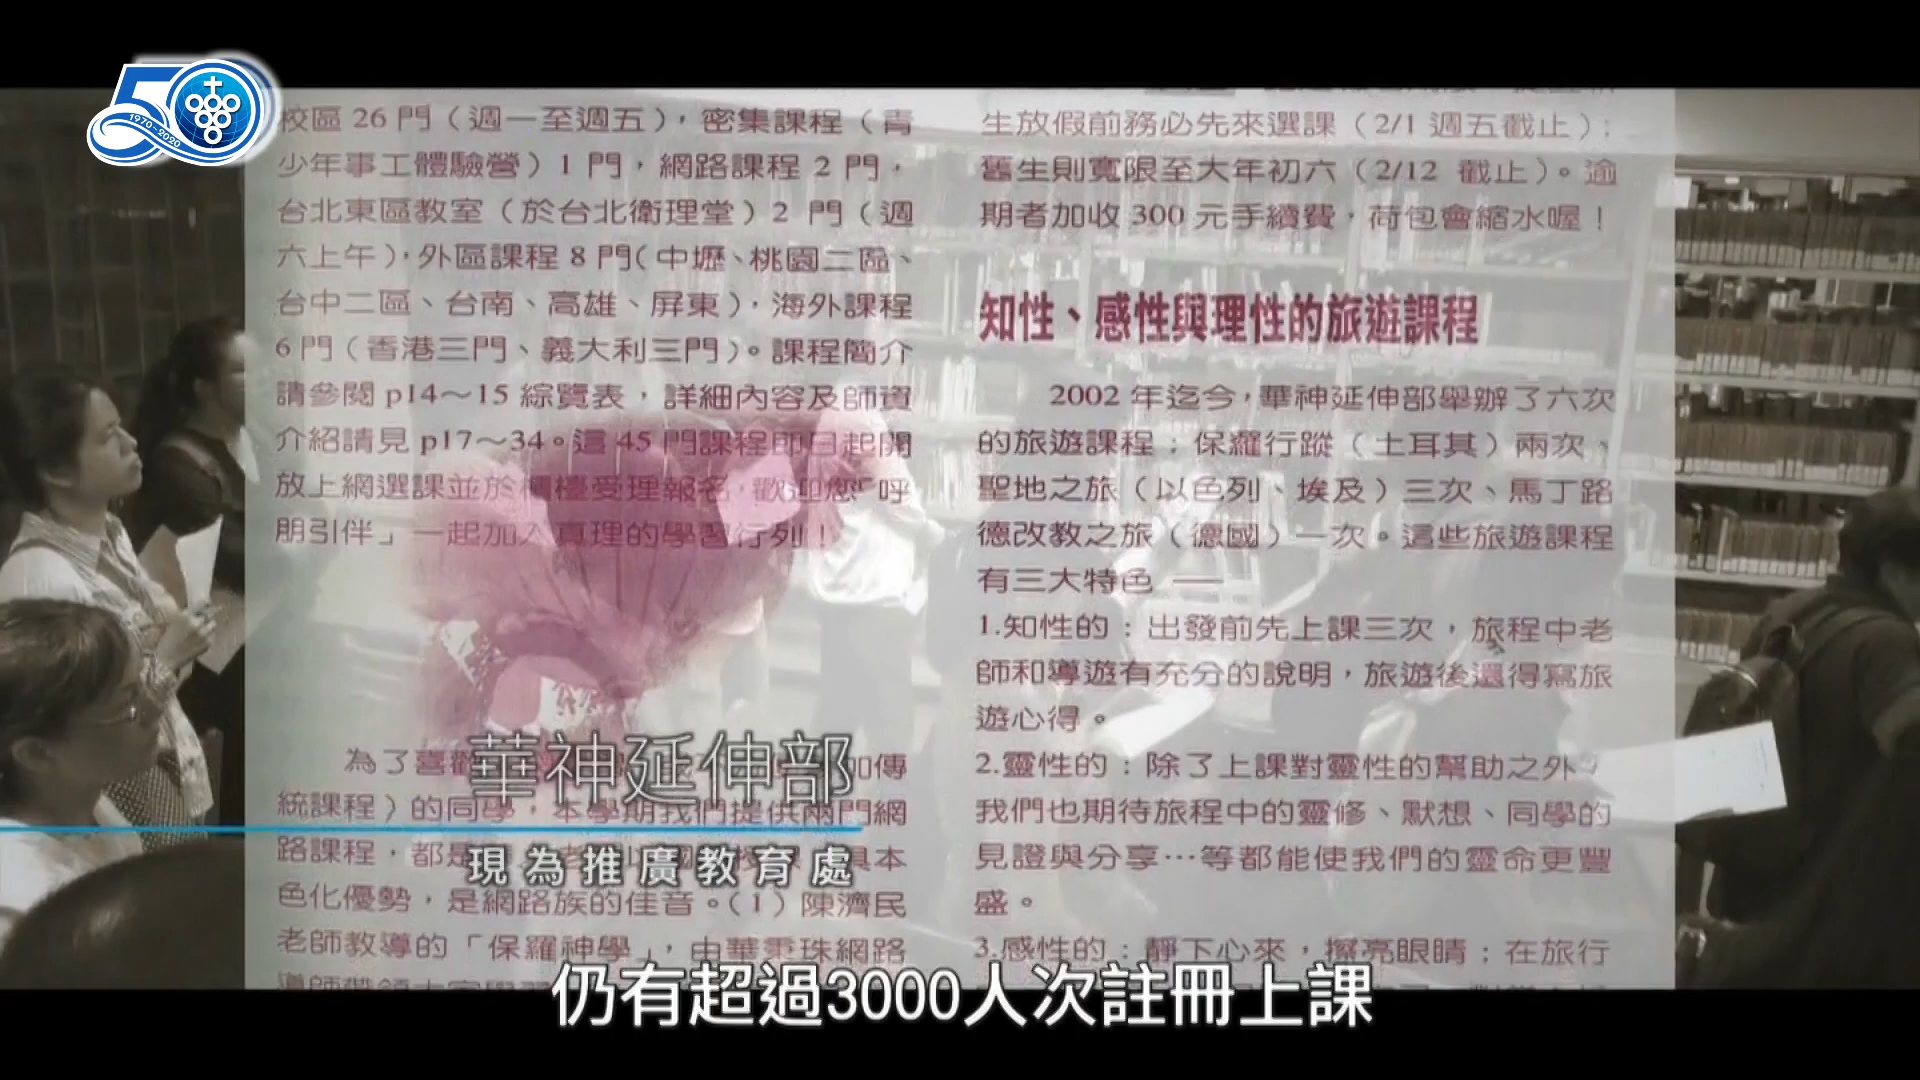 50
1970-2020
校區 26 門（週一至週五），密集課程（青
少年事工體驗營）1 門，網路課程 2 門，
台北東區教室（於台北衛理堂）2 門（週
六上午），外區課程 8 門（中壢、桃園二區、
台中二區、台南、高雄、屏東），海外課程
6 門（香港三門、義大利三門）。課程簡介
請參閱 p14～15 綜覽表，詳細內容及師資
介紹請見 p17～34。這 45 門課程即日起開
放上網選課並於櫃檯受理報名，歡迎您「呼
朋引伴」一起加入真理的學習行列！
為了喜歡
統課程）的同學，本學期我們提供兩門網
路課程，都是
色化優勢，是網路族的佳音。（1）陳濟民
老師教導的「保羅神學」，由華秉珠網路
生放假前務必先來選課（2/1 週五截止）；
舊生則寬限至大年初六（2/12 截止）。逾
期者加收 300 元手續費，荷包會縮水喔！
知性、感性與理性的旅遊課程
2002 年迄今，華神延伸部舉辦了六次
的旅遊課程；保羅行蹤（土耳其）兩次、
聖地之旅（以色列、埃及）三次、馬丁路
德改教之旅（德國）一次。這些旅遊課程
有三大特色 ——
1.知性的：出發前先上課三次，旅程中老
師和導遊有充分的說明，旅遊後還得寫旅
遊心得。
2.靈性的：除了上課對靈性的幫助之外，
我們也期待旅程中的靈修、默想、同學的
見證與分享…等都能使我們的靈命更豐
盛。
3.感性的：靜下心來，擦亮眼睛；在旅行
華神延伸部
現為推廣教育處
仍有超過3000人次註冊上課